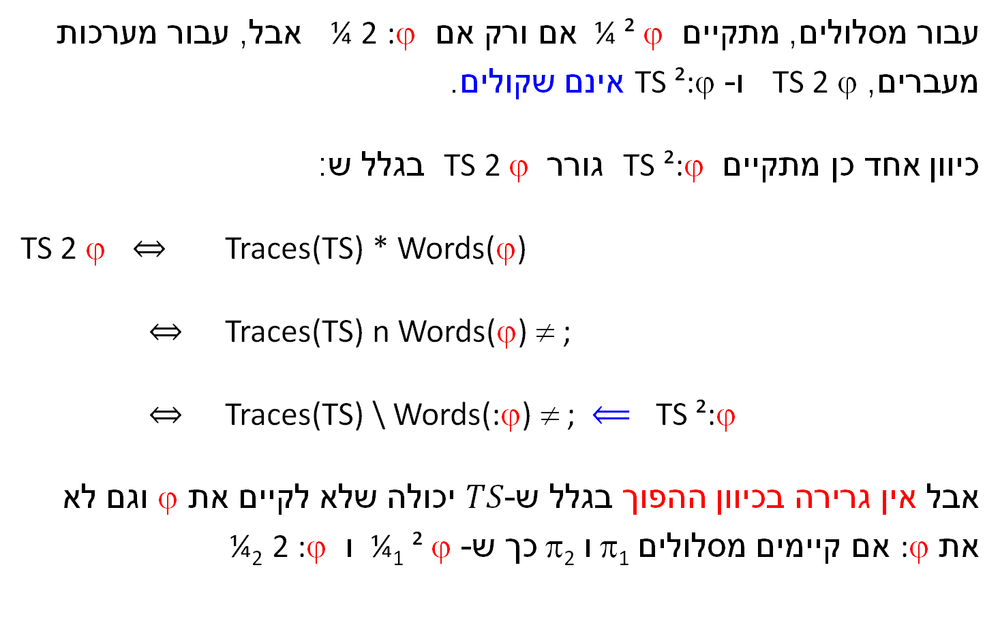 עבור מסלולים, מתקיים ¼ ² φ אם ורק אם ¼ 2 :φ אבל, עבור מערכות
מעברים, TS 2 φ ו- TS ²:φ אינם שקולים.
כיוון אחד כן מתקיים TS ²:φ גורר TS 2 φ בגלל ש:
TS 2 φ ⇔ Traces(TS) * Words(φ)
⇔ Traces(TS) n Words(φ) ≠ ;
⇔ Traces(TS) \ Words(:φ) ≠ ; ⇐ TS ²:φ
אבל אין גרירה בכיוון ההפוך בגלל ש-TS יכולה שלא לקיים את φ וגם לא
את :φ אם קיימים מסלולים π1 ו π2 כך ש- ¼1 ² φ ו ¼2 2 :φ